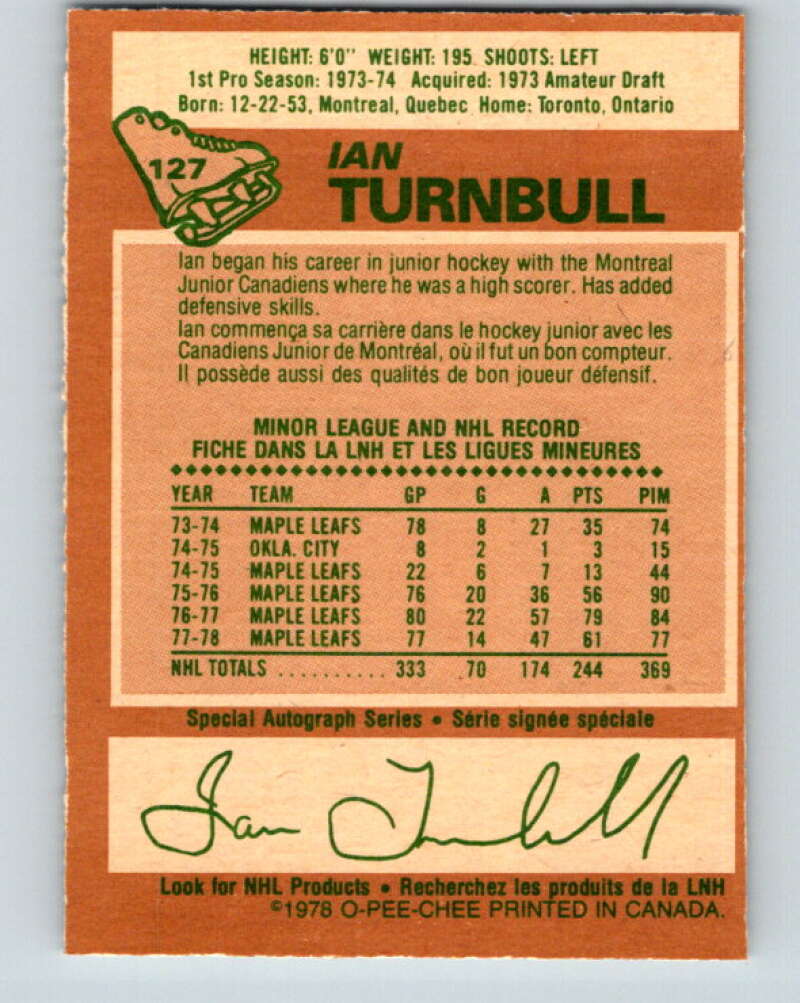 HEIGHT: 6'0" WEIGHT: 195 SHOOTS: LEFT
1st Pro Season: 1973-74 Acquired: 1973 Amateur Draft
Born: 12-22-53, Montreal, Quebec Home: Toronto, Ontario
127
IAN
TURNBULL
Ian began his career in junior hockey with the Montreal
Junior Canadiens where he was a high scorer. Has added
defensive skills.
Ian commença sa carrière dans le hockey junior avec les
Canadiens Junior de Montréal, où il fut un bon compteur.
Il possède aussi des qualités de bon joueur défensif.
MINOR LEAGUE AND NHL RECORD
FICHE DANS LA LNH ET LES LIGUES MINEURES
YEAR TEAM GP G A PTS PIM
73-74 MAPLE LEAFS 78 8 27 35 74
74-75 OKLA. CITY 8 2 1 3 15
74-75 MAPLE LEAFS 22 6 7 13 44
75-76 MAPLE LEAFS 76 20 36 56 90
76-77 MAPLE LEAFS 80 22 57 79 84
77-78 MAPLE LEAFS 77 14 47 61 77
NHL TOTALS .......... 333 70 174 244 369
Special Autograph Series • Série signée spéciale
Ian Turnbull
Look for NHL Products • Recherchez les produits de la LNH
©1978 O-PEE-CHEE PRINTED IN CANADA.